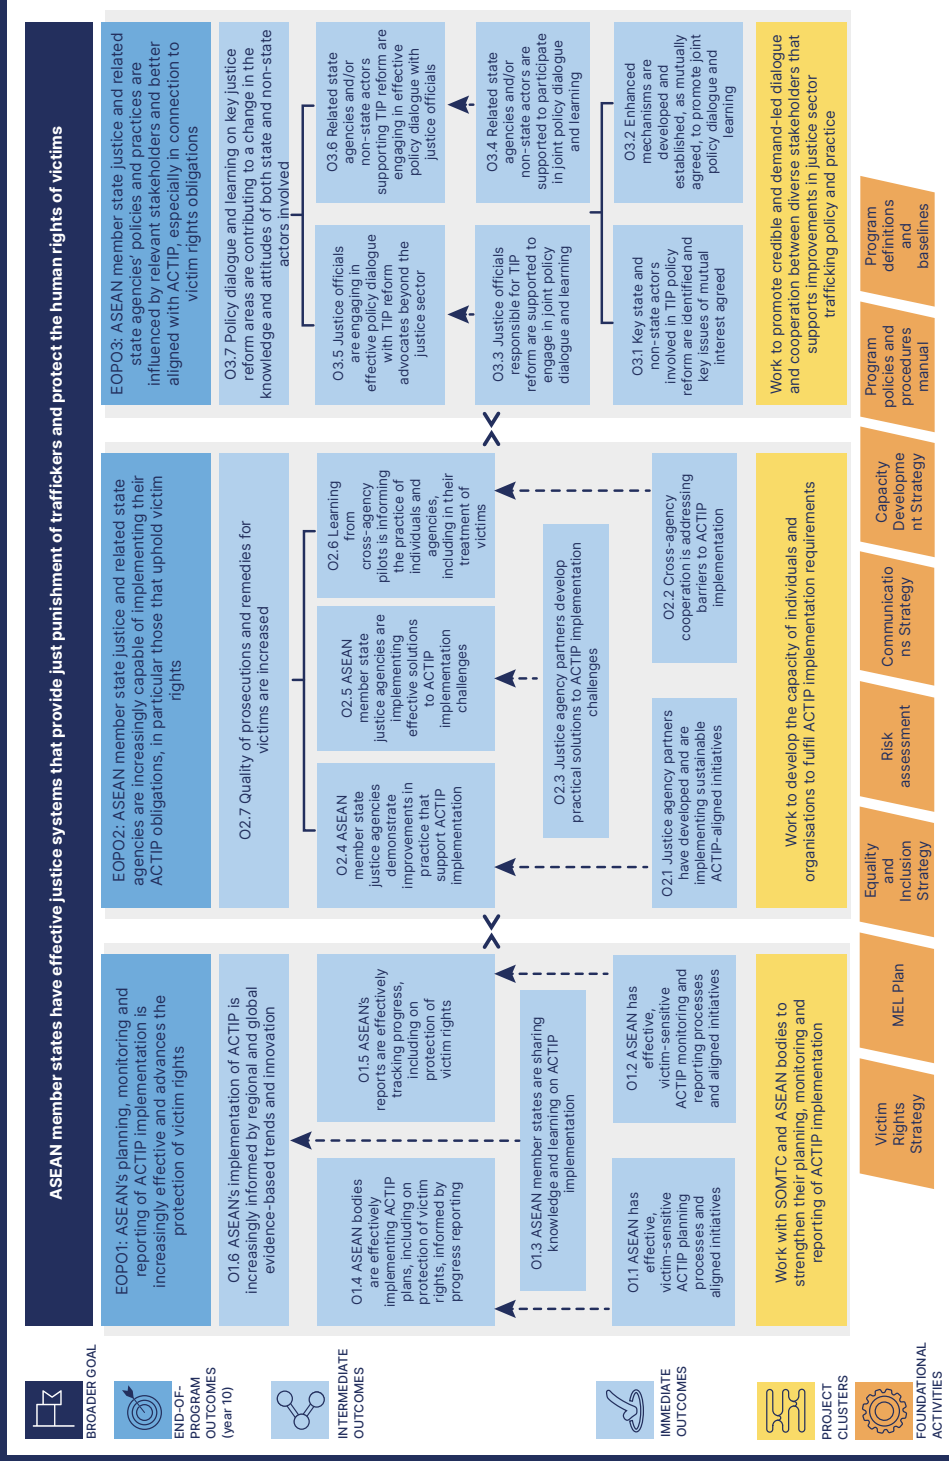 BROADER GOAL
ASEAN member states have effective justice systems that provide just punishment of traffickers and protect the human rights of victims
END-OF-
PROGRAM
OUTCOMES
(year 10)
EOPO1: ASEAN's planning, monitoring and
reporting of ACTIP implementation is
increasingly effective and advances the
protection of victim rights
EOPO2: ASEAN member state justice and related state
agencies are increasingly capable of implementing their
ACTIP obligations, in particular those that uphold victim
rights
EOPO3: ASEAN member state justice and related
state agencies' policies and practices are
influenced by relevant stakeholders and better
aligned with ACTIP, especially in connection to
victim rights obligations
INTERMEDIATE
OUTCOMES
O1.6 ASEAN's implementation of ACTIP is
increasingly informed by regional and global
evidence-based trends and innovation
O2.7 Quality of prosecutions and remedies for
victims are increased
O3.7 Policy dialogue and learning on key justice
reform areas are contributing to a change in the
knowledge and attitudes of both state and non-state
actors involved
O1.4 ASEAN bodies
are effectively
implementing ACTIP
plans, including on
protection of victim
rights, informed by
progress reporting
O1.5 ASEAN's
reports are effectively
tracking progress,
including on
protection of
victim rights
O2.4 ASEAN
member state
justice agencies
demonstrate
improvements in
practice that
support ACTIP
implementation
O2.5 ASEAN
member state
justice agencies are
implementing
effective solutions
to ACTIP
implementation
challenges
O2.6 Learning
from
cross-agency
pilots is informing
the practice of
individuals and
agencies,
including in their
treatment of
victims
O3.5 Justice officials
are engaging in
effective policy dialogue
with TIP reform
advocates beyond the
justice sector
O3.6 Related state
agencies and/or
non-state actors
supporting TIP reform are
engaging in effective
policy dialogue with
justice officials
O1.3 ASEAN member states are sharing
knowledge and learning on ACTIP
implementation
O2.3 Justice agency partners develop
practical solutions to ACTIP implementation
challenges
O3.3 Justice officials
responsible for TIP
reform are supported to
engage in joint policy
dialogue and learning
O3.4 Related state
agencies and/or
non-state actors are
supported to participate
in joint policy dialogue
and learning
IMMEDIATE
OUTCOMES
O1.1 ASEAN has
effective,
victim-sensitive
ACTIP planning
processes and
aligned initiatives
O1.2 ASEAN has
effective,
victim-sensitive
ACTIP monitoring and
reporting processes
and aligned initiatives
O2.1 Justice agency partners
have developed and are
implementing sustainable
ACTIP-aligned initiatives
O2.2 Cross-agency
cooperation is addressing
barriers to ACTIP
implementation
O3.1 Key state and
non-state actors
involved in TIP policy
reform are identified and
key issues of mutual
interest agreed
O3.2 Enhanced
mechanisms are
developed and
established, as mutually
agreed, to promote joint
policy dialogue and
learning
PROJECT
CLUSTERS
Work with SOMTC and ASEAN bodies to
strengthen their planning, monitoring and
reporting of ACTIP implementation
Work to develop the capacity of individuals and
organisations to fulfil ACTIP implementation requirements
Work to promote credible and demand-led dialogue
and cooperation between diverse stakeholders that
supports improvements in justice sector
trafficking policy and practice
FOUNDATIONAL
ACTIVITIES
Victim
Rights
Strategy
MEL Plan
Equality
and
Inclusion
Strategy
Risk
assessment
Communicatio
ns Strategy
Capacity
Developme
nt Strategy
Program
policies and
procedures
manual
Program
definitions
and
baselines